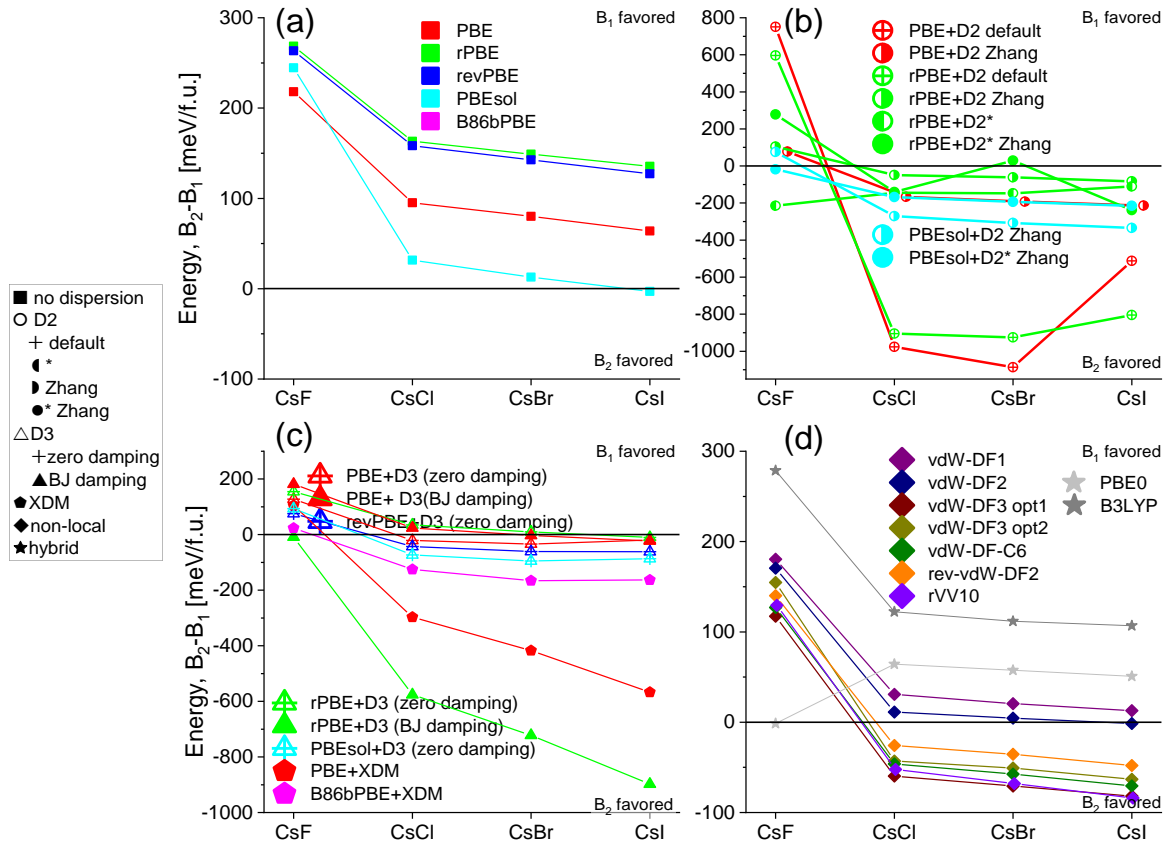 (a)
B₁ favored
PBE
rPBE
revPBE
PBEsol
B86bPBE
B₂ favored
300
200
100
0
-100
Energy, B₂-B₁ [meV/f.u.]
CsF CsCl CsBr CsI
(b)
B₁ favored
PBE+D2 default
PBE+D2 Zhang
rPBE+D2 default
rPBE+D2 Zhang
rPBE+D2*
rPBE+D2* Zhang
PBEsol+D2 Zhang
PBEsol+D2* Zhang
B₂ favored
800
600
400
200
0
-200
-400
-600
-800
-1000
CsF CsCl CsBr CsI
no dispersion
D2
default
*
Zhang
* Zhang
D3
zero damping
BJ damping
XDM
non-local
hybrid
(c)
B₁ favored
PBE+D3 (zero damping)
PBE+ D3(BJ damping)
revPBE+D3 (zero damping)
rPBE+D3 (zero damping)
rPBE+D3 (BJ damping)
PBEsol+D3 (zero damping)
PBE+XDM
B86bPBE+XDM
B₂ favored
200
0
-200
-400
-600
-800
-1000
Energy, B₂-B₁ [meV/f.u.]
CsF CsCl CsBr CsI
(d)
B₁ favored
vdW-DF1
vdW-DF2
vdW-DF3 opt1
vdW-DF3 opt2
vdW-DF-C6
rev-vdW-DF2
rVV10
PBE0
B3LYP
B₂ favored
300
200
100
0
-100
CsF CsCl CsBr CsI